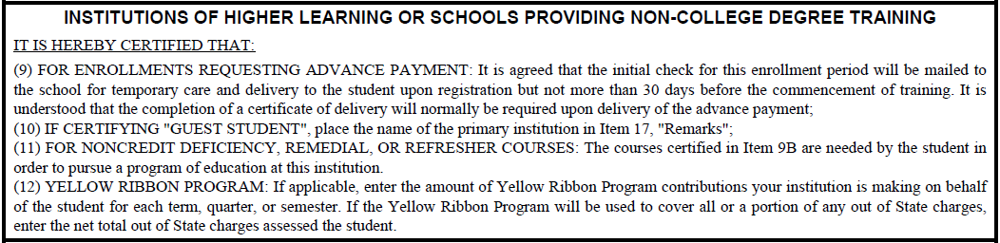 INSTITUTIONS OF HIGHER LEARNING OR SCHOOLS PROVIDING NON-COLLEGE DEGREE TRAINING
IT IS HEREBY CERTIFIED THAT:
(9) FOR ENROLLMENTS REQUESTING ADVANCE PAYMENT: It is agreed that the initial check for this enrollment period will be mailed to
the school for temporary care and delivery to the student upon registration but not more than 30 days before the commencement of training. It is
understood that the completion of a certificate of delivery will normally be required upon delivery of the advance payment;
(10) IF CERTIFYING "GUEST STUDENT", place the name of the primary institution in Item 17, "Remarks";
(11) FOR NONCREDIT DEFICIENCY, REMEDIAL, OR REFRESHER COURSES: The courses certified in Item 9B are needed by the student in
order to pursue a program of education at this institution.
(12) YELLOW RIBBON PROGRAM: If applicable, enter the amount of Yellow Ribbon Program contributions your institution is making on behalf
of the student for each term, quarter, or semester. If the Yellow Ribbon Program will be used to cover all or a portion of any out of State charges,
enter the net total out of State charges assessed the student.